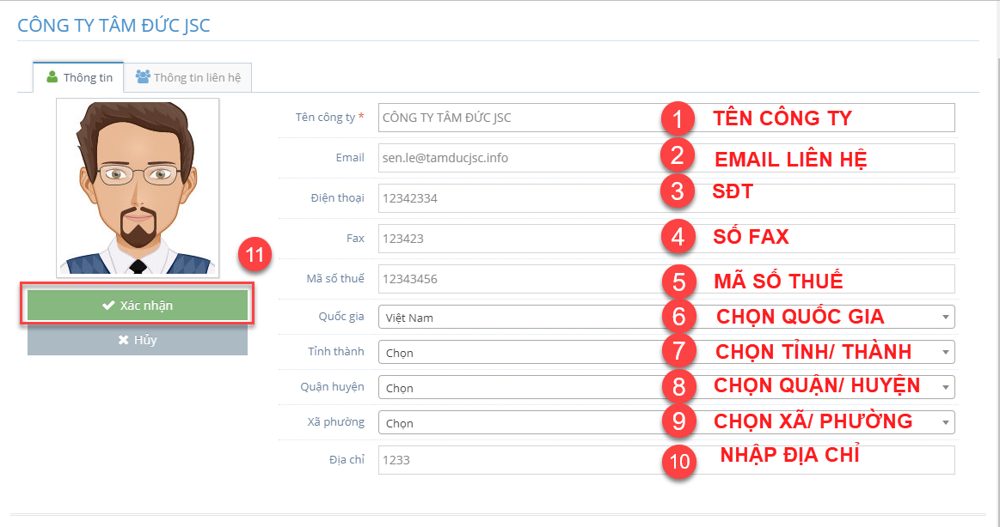 CÔNG TY TÂM ĐỨC JSC
Thông tin
Thông tin liên hệ
Tên công ty * CÔNG TY TÂM ĐỨC JSC 1 TÊN CÔNG TY
Email sen.le@tamducjsc.info 2 EMAIL LIÊN HỆ
Điện thoại 12342334 3 SĐT
Fax 123423 4 SỐ FAX
11
Mã số thuế 12343456 5 MÃ SỐ THUẾ
Xác nhận
Quốc gia Việt Nam 6 CHỌN QUỐC GIA
Hủy
Tỉnh thành Chọn 7 CHỌN TỈNH/ THÀNH
Quận huyện Chọn 8 CHỌN QUẬN/ HUYỆN
Xã phường Chọn 9 CHỌN XÃ/ PHƯỜNG
Địa chỉ 1233 10 NHẬP ĐỊA CHỈ